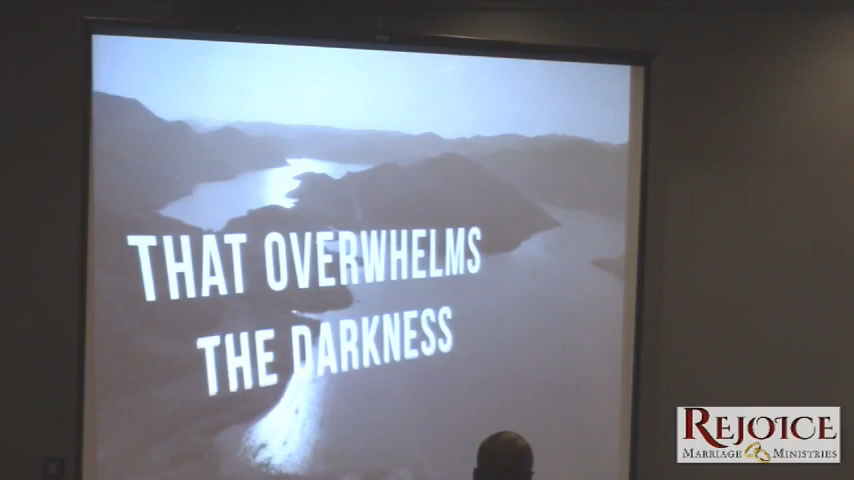 THAT OVERWHELMS
THE DARKNESS
REJOICE
MARRIAGE MINISTRIES